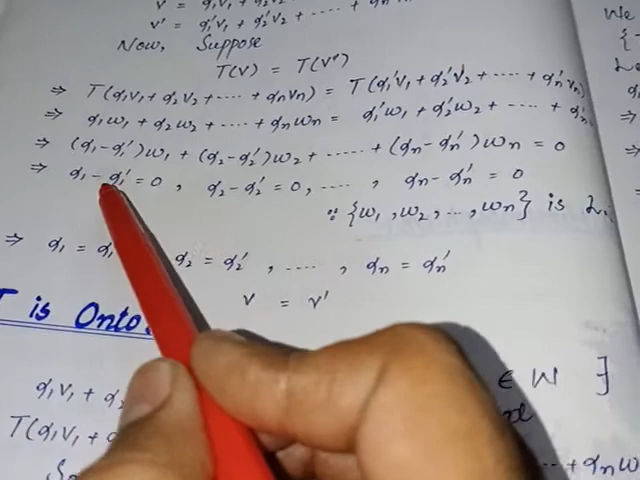 v = α₁v₁ + α₂v₂ + ..... + αₙ
v' = α₁'v₁ + α₂'v₂ + ..... +
Now, Suppose
T(v) = T(v')
⇒ T(α₁v₁ + α₂v₂ + ..... + αₙvₙ) = T(α₁'v₁ + α₂'v₂ + ..... + αₙ'vₙ)
⇒ α₁w₁ + α₂w₂ + ..... + αₙwₙ = α₁'w₁ + α₂'w₂ + ..... + αₙ'
⇒ (α₁-α₁')w₁ + (α₂-α₂')w₂ + ...... + (αₙ-αₙ')wₙ = 0
⇒ α₁-α₁' = 0, α₂-α₂' = 0, ....., αₙ-αₙ' = 0
∵ {w₁, w₂, ..., wₙ} is L.i
⇒ α₁ = α₁ α₂ = α₂', ....., αₙ = αₙ'
v = v'
T is Onto:
α₁v₁ + α₂
T(α₁v₁ + α
We
{
∈ W ]
+ αₙw